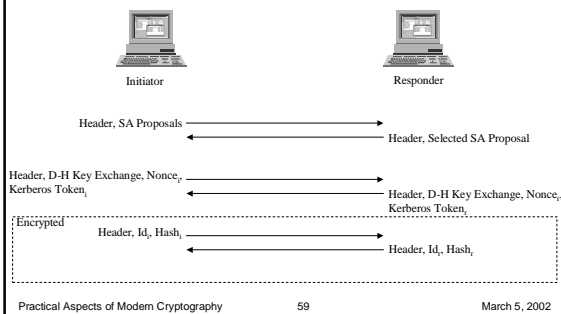 Initiator
Responder
Header, SA Proposals
Header, Selected SA Proposal
Header, D-H Key Exchange, Nonceᵢ,
Kerberos Tokenᵢ
Header, D-H Key Exchange, Nonceᵣ,
Kerberos Tokenᵣ
Encrypted
Header, Idᵢ, Hashᵢ
Header, Idᵣ, Hashᵣ
Practical Aspects of Modern Cryptography
59
March 5, 2002